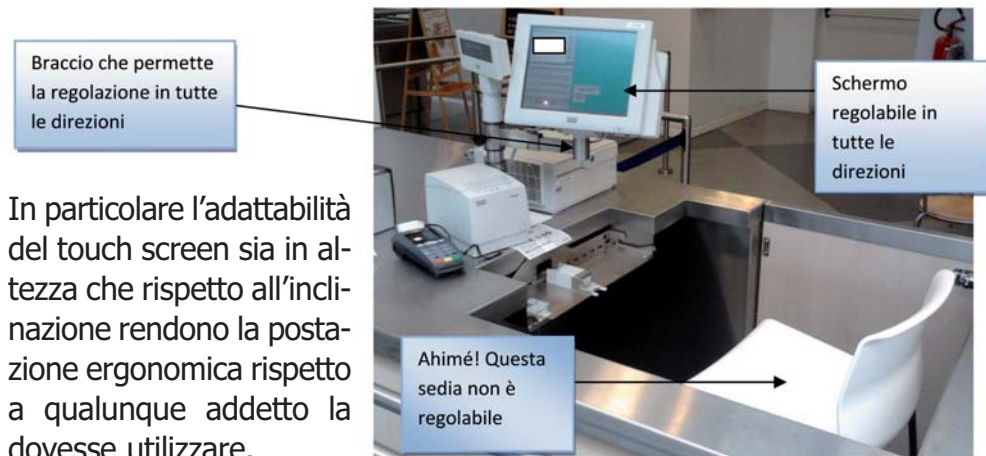 Braccio che permette
la regolazione in tutte
le direzioni
Schermo
regolabile in
tutte le
direzioni
In particolare l’adattabilità
del touch screen sia in al-
tezza che rispetto all’incli-
nazione rendono la posta-
zione ergonomica rispetto
a qualunque addetto la
dovesse utilizzare.
Ahimé! Questa
sedia non è
regolabile